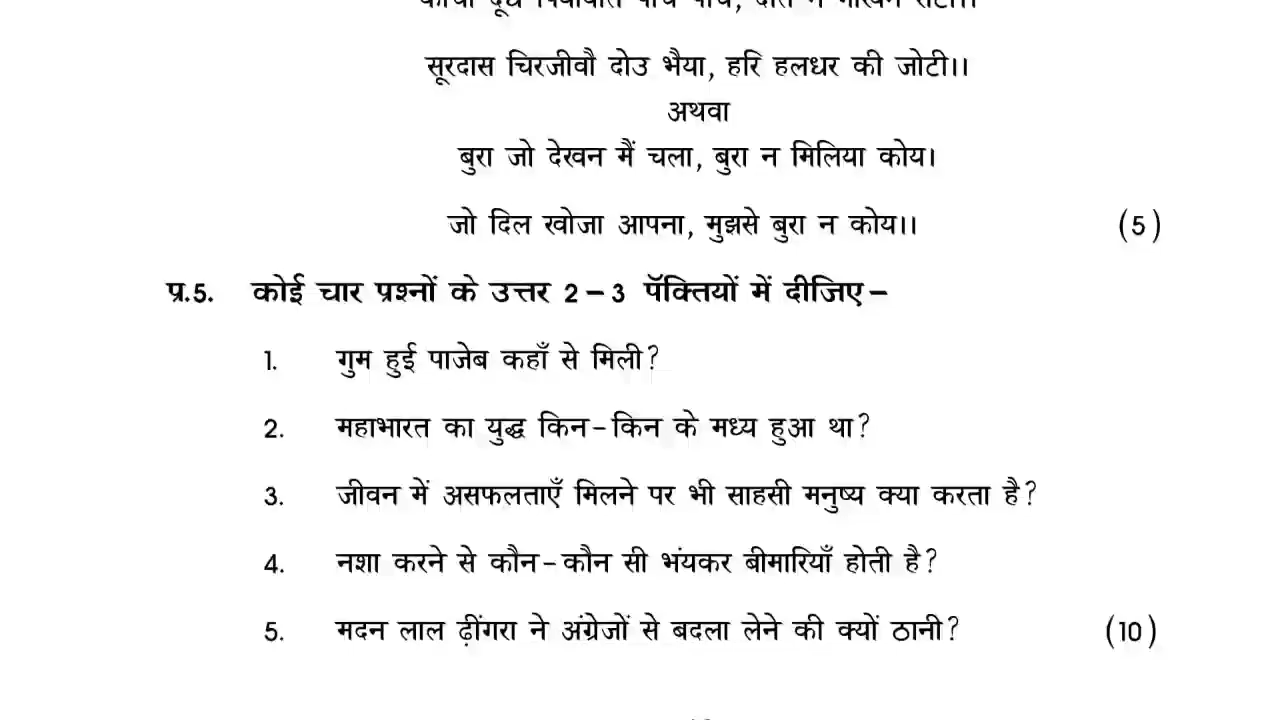 सूरदास चिरजीवौ दोउ भैया, हरि हलधर की जोटी।।
अथवा
बुरा जो देखन मैं चला, बुरा न मिलिया कोय।
जो दिल खोजा आपना, मुझसे बुरा न कोय।। (5)
प्र.5. कोई चार प्रश्नों के उत्तर 2-3 पॅक्तियों में दीजिए-
1. गुम हुई पाजेब कहाँ से मिली?
2. महाभारत का युद्ध किन-किन के मध्य हुआ था?
3. जीवन में असफलताएँ मिलने पर भी साहसी मनुष्य क्या करता है?
4. नशा करने से कौन-कौन सी भंयकर बीमारियाँ होती है?
5. मदन लाल ढ़ींगरा ने अंग्रेजों से बदला लेने की क्यों ठानी? (10)